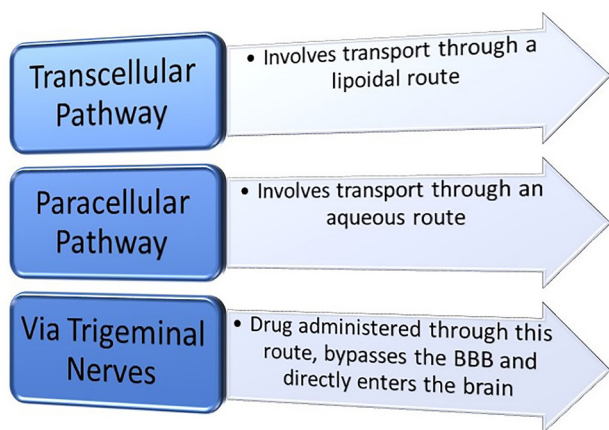 Transcellular
Pathway
• Involves transport through a
lipoidal route
Paracellular
Pathway
• Involves transport through an
aqueous route
Via Trigeminal
Nerves
• Drug administered through this
route, bypasses the BBB and
directly enters the brain